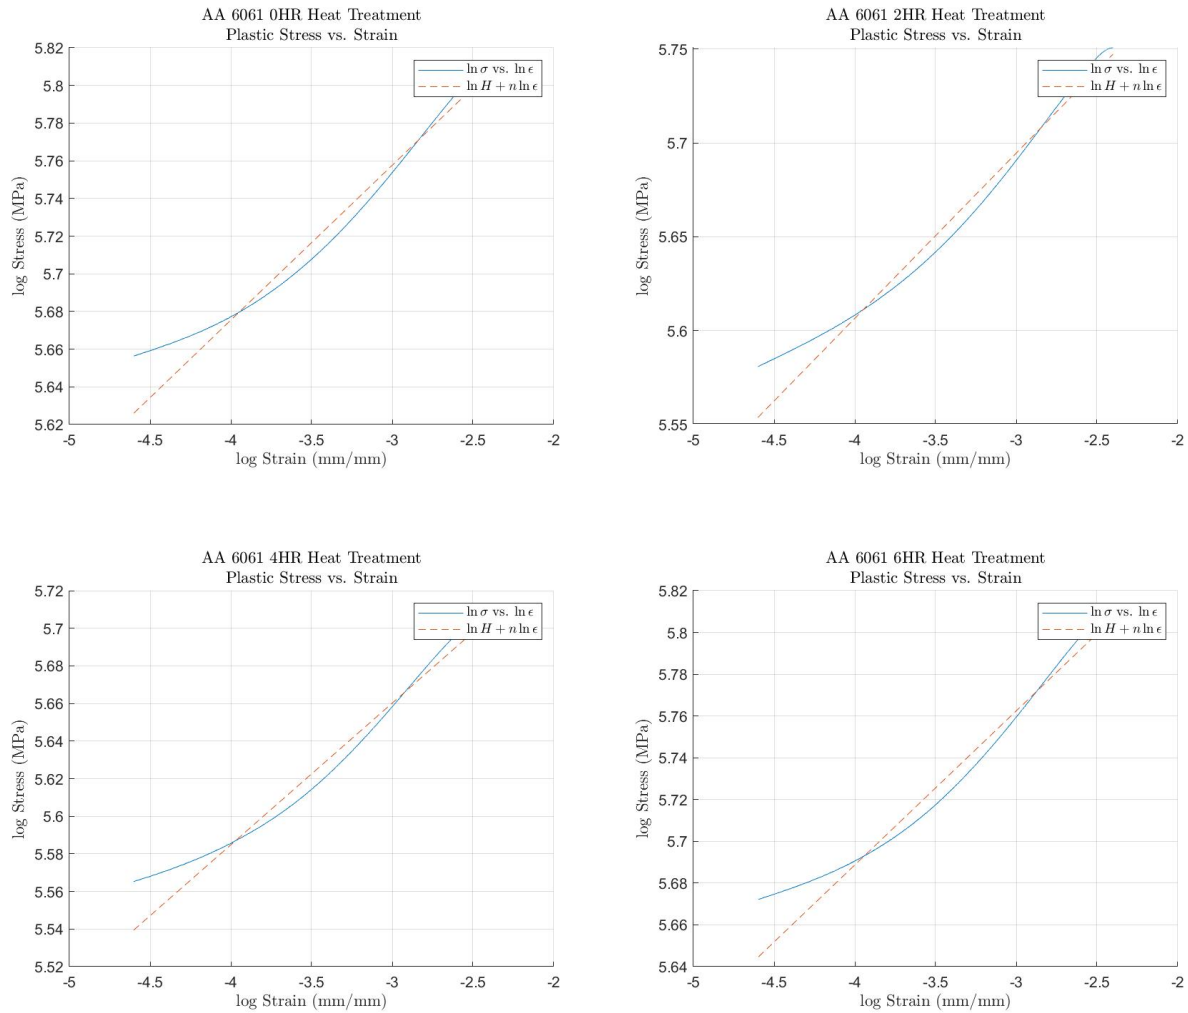 AA 6061 0HR Heat Treatment
Plastic Stress vs. Strain
5.82
5.8
5.78
5.76
5.74
5.72
5.7
5.68
5.66
5.64
5.62
log Stress (MPa)
ln σ vs. ln ϵ
ln H + n ln ϵ
-5
-4.5
-4
-3.5
-3
-2.5
-2
log Strain (mm/mm)
AA 6061 2HR Heat Treatment
Plastic Stress vs. Strain
5.75
5.7
5.65
5.6
5.55
log Stress (MPa)
ln σ vs. ln ϵ
ln H + n ln ϵ
-5
-4.5
-4
-3.5
-3
-2.5
-2
log Strain (mm/mm)
AA 6061 4HR Heat Treatment
Plastic Stress vs. Strain
5.72
5.7
5.68
5.66
5.64
5.62
5.6
5.58
5.56
5.54
5.52
log Stress (MPa)
ln σ vs. ln ϵ
ln H + n ln ϵ
-5
-4.5
-4
-3.5
-3
-2.5
-2
log Strain (mm/mm)
AA 6061 6HR Heat Treatment
Plastic Stress vs. Strain
5.82
5.8
5.78
5.76
5.74
5.72
5.7
5.68
5.66
5.64
log Stress (MPa)
ln σ vs. ln ϵ
ln H + n ln ϵ
-5
-4.5
-4
-3.5
-3
-2.5
-2
log Strain (mm/mm)